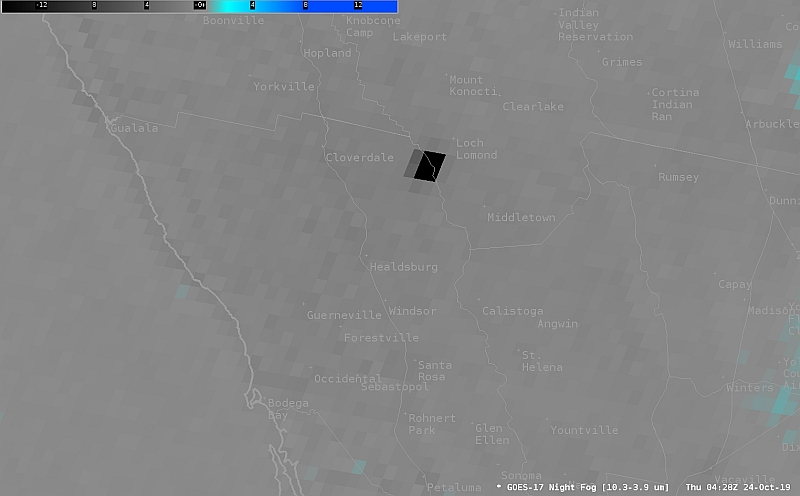 -12 8 4 -0+ 4 8 12
Boonville
Knobcone
Camp
Lakeport
Indian
Valley
Reservation
Williams
Hopland
Grimes
Yorkville
Mount
Konocti
Clearlake
Cortina
Indian
Ran
Gualala
Arbuckle
Cloverdale
Loch
Lomond
Rumsey
Middletown
Dunni
Healdsburg
Capay
Guerneville
Windsor
Calistoga
Angwin
Madison
Forestville
St.
Helena
Santa
Rosa
Occidental
Sebastopol
Winters
Bodega
Bay
Rohnert
Park
Glen
Ellen
Yountville
Sonoma
Petaluma
Vacaville
* GOES-17 Night Fog [10.3-3.9 um] Thu 04:28Z 24-Oct-19